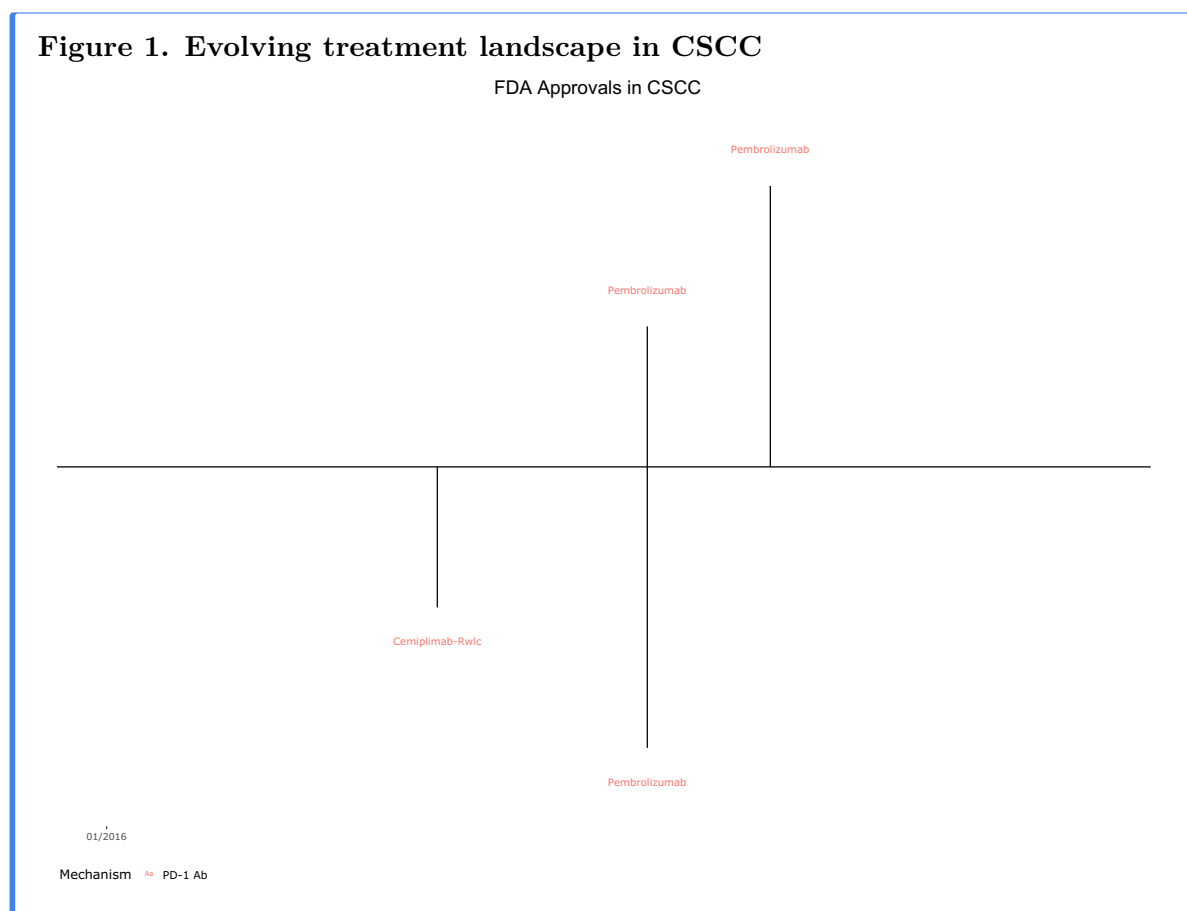 Figure 1. Evolving treatment landscape in CSCC
FDA Approvals in CSCC
Pembrolizumab
Pembrolizumab
Cemiplimab-Rwlc
Pembrolizumab
01/2016
Mechanism Aa PD-1 Ab